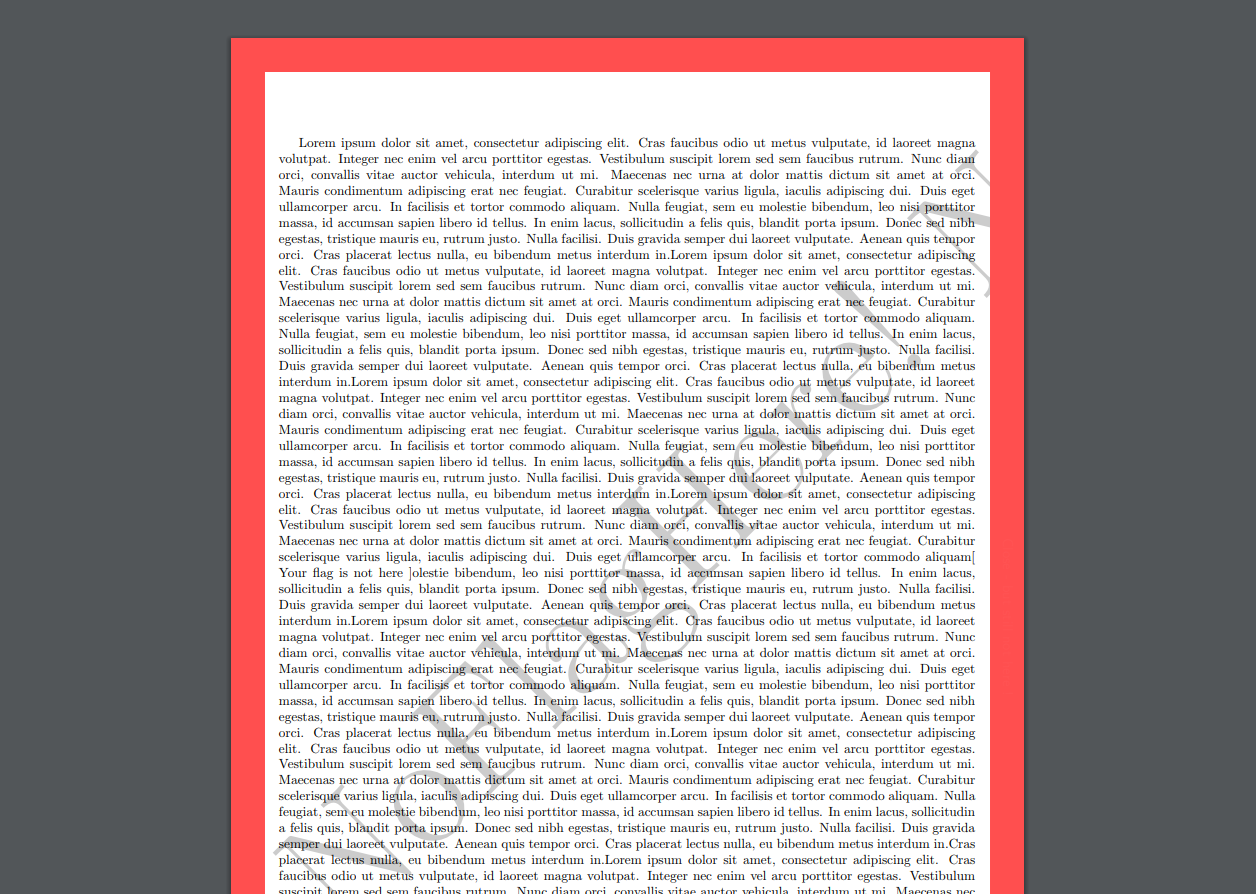 Lorem ipsum dolor sit amet, consectetur adipiscing elit. Cras faucibus odio ut metus vulputate, id laoreet magna
volutpat. Integer nec enim vel arcu porttitor egestas. Vestibulum suscipit lorem sed sem faucibus rutrum. Nunc diam
orci, convallis vitae auctor vehicula, interdum ut mi. Maecenas nec urna at dolor mattis dictum sit amet at orci.
Mauris condimentum adipiscing erat nec feugiat. Curabitur scelerisque varius ligula, iaculis adipiscing dui. Duis eget
ullamcorper arcu. In facilisis et tortor commodo aliquam. Nulla feugiat, sem eu molestie bibendum, leo nisi porttitor
massa, id accumsan sapien libero id tellus. In enim lacus, sollicitudin a felis quis, blandit porta ipsum. Donec sed nibh
egestas, tristique mauris eu, rutrum justo. Nulla facilisi. Duis gravida semper dui laoreet vulputate. Aenean quis tempor
orci. Cras placerat lectus nulla, eu bibendum metus interdum in.Lorem ipsum dolor sit amet, consectetur adipiscing
elit. Cras faucibus odio ut metus vulputate, id laoreet magna volutpat. Integer nec enim vel arcu porttitor egestas.
Vestibulum suscipit lorem sed sem faucibus rutrum. Nunc diam orci, convallis vitae auctor vehicula, interdum ut mi.
Maecenas nec urna at dolor mattis dictum sit amet at orci. Mauris condimentum adipiscing erat nec feugiat. Curabitur
scelerisque varius ligula, iaculis adipiscing dui. Duis eget ullamcorper arcu. In facilisis et tortor commodo aliquam.
Nulla feugiat, sem eu molestie bibendum, leo nisi porttitor massa, id accumsan sapien libero id tellus. In enim lacus,
sollicitudin a felis quis, blandit porta ipsum. Donec sed nibh egestas, tristique mauris eu, rutrum justo. Nulla facilisi.
Duis gravida semper dui laoreet vulputate. Aenean quis tempor orci. Cras placerat lectus nulla, eu bibendum metus
interdum in.Lorem ipsum dolor sit amet, consectetur adipiscing elit. Cras faucibus odio ut metus vulputate, id laoreet
magna volutpat. Integer nec enim vel arcu porttitor egestas. Vestibulum suscipit lorem sed sem faucibus rutrum. Nunc
diam orci, convallis vitae auctor vehicula, interdum ut mi. Maecenas nec urna at dolor mattis dictum sit amet at orci.
Mauris condimentum adipiscing erat nec feugiat. Curabitur scelerisque varius ligula, iaculis adipiscing dui. Duis eget
ullamcorper arcu. In facilisis et tortor commodo aliquam. Nulla feugiat, sem eu molestie bibendum, leo nisi porttitor
massa, id accumsan sapien libero id tellus. In enim lacus, sollicitudin a felis quis, blandit porta ipsum. Donec sed nibh
egestas, tristique mauris eu, rutrum justo. Nulla facilisi. Duis gravida semper dui laoreet vulputate. Aenean quis tempor
orci. Cras placerat lectus nulla, eu bibendum metus interdum in.Lorem ipsum dolor sit amet, consectetur adipiscing
elit. Cras faucibus odio ut metus vulputate, id laoreet magna volutpat. Integer nec enim vel arcu porttitor egestas.
Vestibulum suscipit lorem sed sem faucibus rutrum. Nunc diam orci, convallis vitae auctor vehicula, interdum ut mi.
Maecenas nec urna at dolor mattis dictum sit amet at orci. Mauris condimentum adipiscing erat nec feugiat. Curabitur
scelerisque varius ligula, iaculis adipiscing dui. Duis eget ullamcorper arcu. In facilisis et tortor commodo aliquam[
Your flag is not here ]olestie bibendum, leo nisi porttitor massa, id accumsan sapien libero id tellus. In enim lacus,
sollicitudin a felis quis, blandit porta ipsum. Donec sed nibh egestas, tristique mauris eu, rutrum justo. Nulla facilisi.
Duis gravida semper dui laoreet vulputate. Aenean quis tempor orci. Cras placerat lectus nulla, eu bibendum metus
interdum in.Lorem ipsum dolor sit amet, consectetur adipiscing elit. Cras faucibus odio ut metus vulputate, id laoreet
magna volutpat. Integer nec enim vel arcu porttitor egestas. Vestibulum suscipit lorem sed sem faucibus rutrum. Nunc
diam orci, convallis vitae auctor vehicula, interdum ut mi. Maecenas nec urna at dolor mattis dictum sit amet at orci.
Mauris condimentum adipiscing erat nec feugiat. Curabitur scelerisque varius ligula, iaculis adipiscing dui. Duis eget
ullamcorper arcu. In facilisis et tortor commodo aliquam. Nulla feugiat, sem eu molestie bibendum, leo nisi porttitor
massa, id accumsan sapien libero id tellus. In enim lacus, sollicitudin a felis quis, blandit porta ipsum. Donec sed nibh
egestas, tristique mauris eu, rutrum justo. Nulla facilisi. Duis gravida semper dui laoreet vulputate. Aenean quis tempor
orci. Cras placerat lectus nulla, eu bibendum metus interdum in.Lorem ipsum dolor sit amet, consectetur adipiscing
elit. Cras faucibus odio ut metus vulputate, id laoreet magna volutpat. Integer nec enim vel arcu porttitor egestas.
Vestibulum suscipit lorem sed sem faucibus rutrum. Nunc diam orci, convallis vitae auctor vehicula, interdum ut mi.
Maecenas nec urna at dolor mattis dictum sit amet at orci. Mauris condimentum adipiscing erat nec feugiat. Curabitur
scelerisque varius ligula, iaculis adipiscing dui. Duis eget ullamcorper arcu. In facilisis et tortor commodo aliquam. Nulla
feugiat, sem eu molestie bibendum, leo nisi porttitor massa, id accumsan sapien libero id tellus. In enim lacus, sollicitudin
a felis quis, blandit porta ipsum. Donec sed nibh egestas, tristique mauris eu, rutrum justo. Nulla facilisi. Duis gravida
semper dui laoreet vulputate. Aenean quis tempor orci. Cras placerat lectus nulla, eu bibendum metus interdum in.Cras
placerat lectus nulla, eu bibendum metus interdum in.Lorem ipsum dolor sit amet, consectetur adipiscing elit. Cras
faucibus odio ut metus vulputate, id laoreet magna volutpat. Integer nec enim vel arcu porttitor egestas. Vestibulum
suscipit lorem sed sem faucibus rutrum. Nunc diam orci, convallis vitae auctor vehicula, interdum ut mi. Maecenas nec
NoFlagHere! N